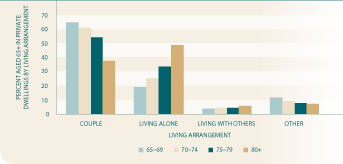 PERCENT AGED 65+ IN PRIVATE
DWELLINGS BY LIVING ARRANGEMENT
70
60
50
40
30
20
10
0
COUPLE
LIVING ALONE
LIVING WITH OTHERS
OTHER
LIVING ARRANGEMENT
65–69
70–74
75–79
80+